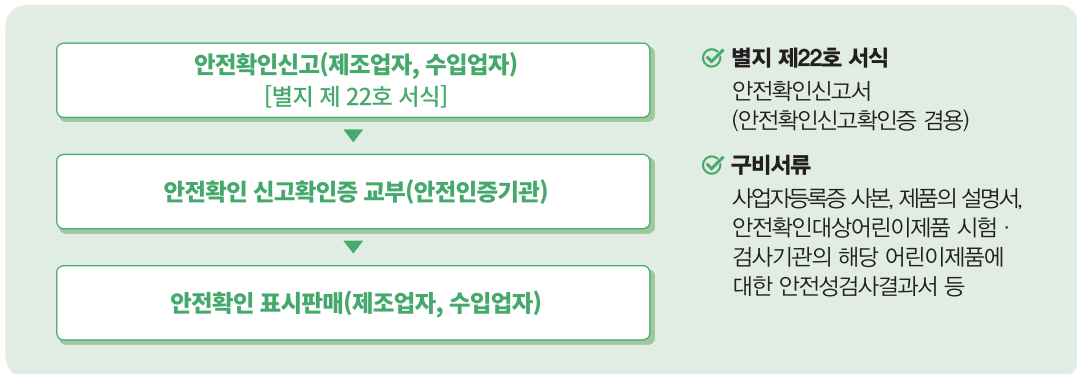 안전확인신고(제조업자, 수입업자)
[별지 제 22호 서식]
안전확인 신고확인증 교부(안전인증기관)
안전확인 표시판매(제조업자, 수입업자)
별지 제22호 서식
안전확인신고서
(안전확인신고확인증 겸용)
구비서류
사업자등록증 사본, 제품의 설명서,
안전확인대상어린이제품 시험 ·
검사기관의 해당 어린이제품에
대한 안전성검사결과서 등